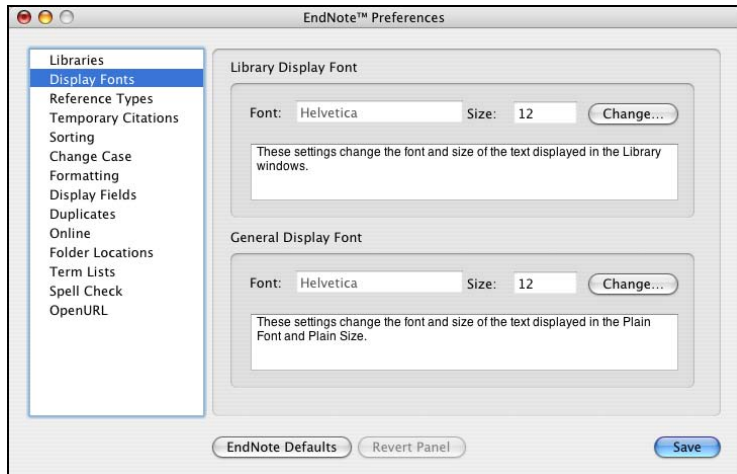 EndNote™ Preferences
Libraries
Display Fonts
Reference Types
Temporary Citations
Sorting
Change Case
Formatting
Display Fields
Duplicates
Online
Folder Locations
Term Lists
Spell Check
OpenURL
Library Display Font
Font: Helvetica Size: 12 Change...
These settings change the font and size of the text displayed in the Library
windows.
General Display Font
Font: Helvetica Size: 12 Change...
These settings change the font and size of the text displayed in the Plain
Font and Plain Size.
EndNote Defaults Revert Panel Save